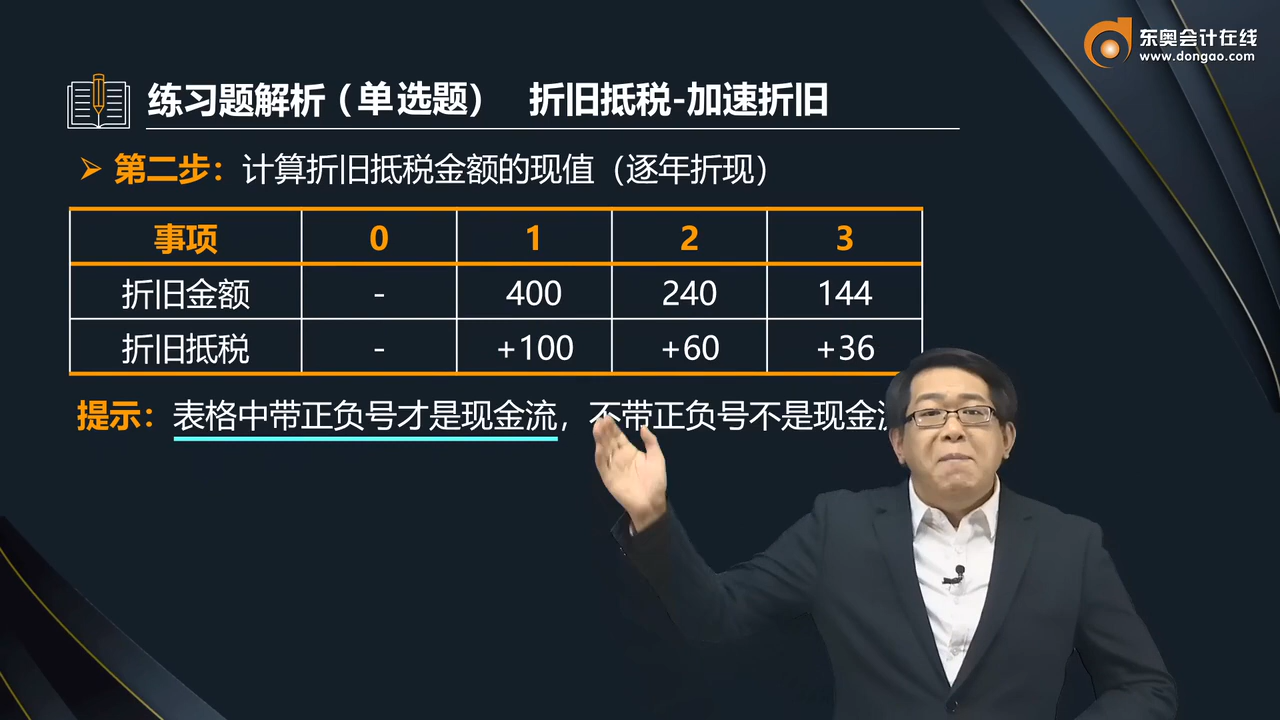 东奥会计在线
www.dongao.com
练习题解析（单选题） 折旧抵税-加速折旧
第二步：计算折旧抵税金额的现值（逐年折现）
事项 0 1 2 3
折旧金额 - 400 240 144
折旧抵税 - +100 +60 +36
提示：表格中带正负号才是现金流，不带正负号不是现金